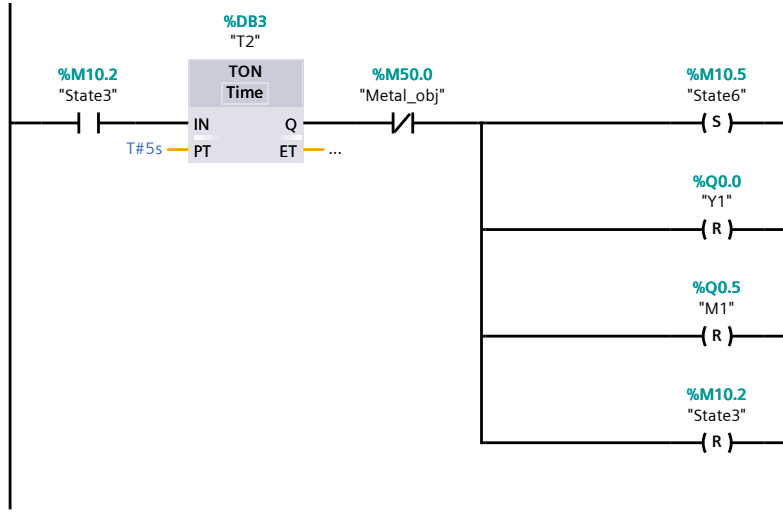 %DB3
"T2"
%M10.2
"State3"
TON
Time
%M50.0
"Metal_obj"
%M10.5
"State6"
IN
Q
S
T#5s
PT
ET
...
%Q0.0
"Y1"
R
%Q0.5
"M1"
R
%M10.2
"State3"
R